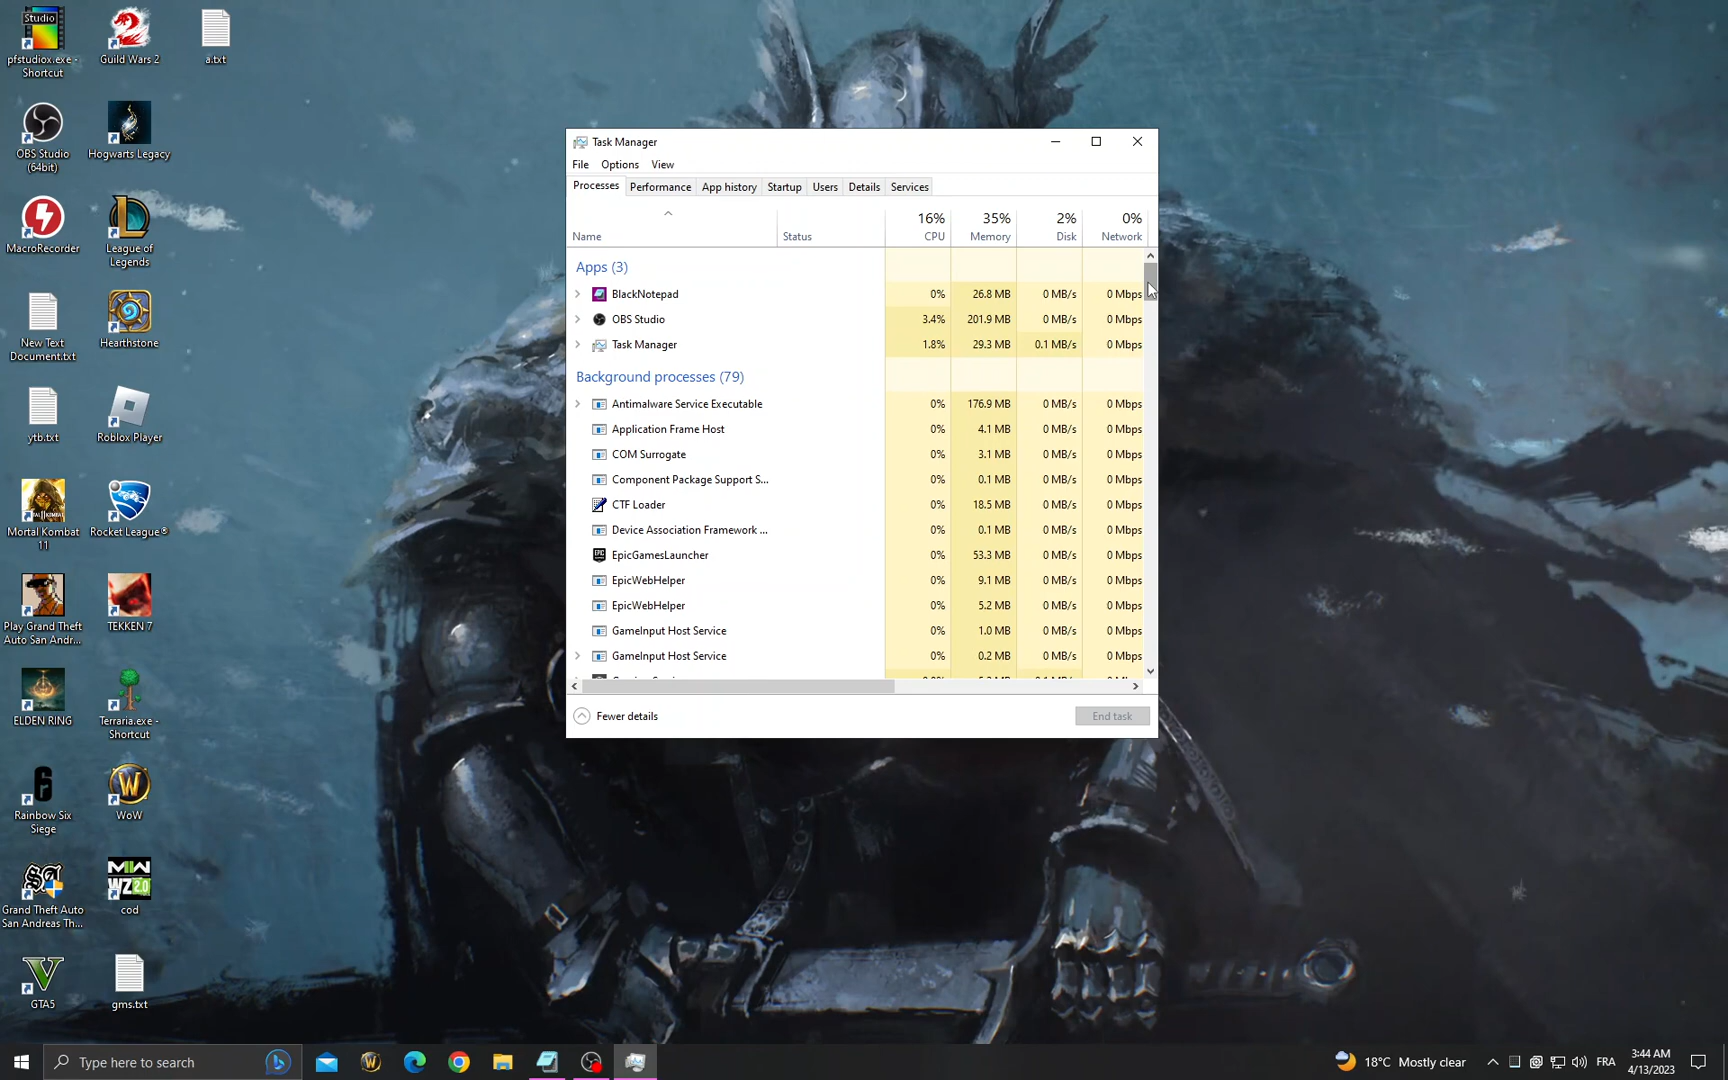 Studio
pfstudiox.exe -
Shortcut
Guild Wars 2
a.txt
OBS Studio
(64bit)
Hogwarts Legacy
MacroRecorder
League of
Legends
New Text
Document.txt
Hearthstone
ytb.txt
Roblox Player
Mortal Kombat
11
Rocket League®
Play Grand Theft
Auto San Andr...
TEKKEN 7
ELDEN RING
Terraria.exe -
Shortcut
Rainbow Six
Siege
WoW
Grand Theft Auto
San Andreas Th...
MW
WZ 2.0
cod
GTA5
gms.txt
Task Manager
File Options View
Processes Performance App history Startup Users Details Services
16% 35% 2% 0%
Name Status CPU Memory Disk Network
Apps (3)
BlackNotepad 0% 26.8 MB 0 MB/s 0 Mbps
OBS Studio 3.4% 201.9 MB 0 MB/s 0 Mbps
Task Manager 1.8% 29.3 MB 0.1 MB/s 0 Mbps
Background processes (79)
Antimalware Service Executable 0% 176.9 MB 0 MB/s 0 Mbps
Application Frame Host 0% 4.1 MB 0 MB/s 0 Mbps
COM Surrogate 0% 3.1 MB 0 MB/s 0 Mbps
Component Package Support S... 0% 0.1 MB 0 MB/s 0 Mbps
CTF Loader 0% 18.5 MB 0 MB/s 0 Mbps
Device Association Framework ... 0% 0.1 MB 0 MB/s 0 Mbps
EpicGamesLauncher 0% 53.3 MB 0 MB/s 0 Mbps
EpicWebHelper 0% 9.1 MB 0 MB/s 0 Mbps
EpicWebHelper 0% 5.2 MB 0 MB/s 0 Mbps
GameInput Host Service 0% 1.0 MB 0 MB/s 0 Mbps
GameInput Host Service 0% 0.2 MB 0 MB/s 0 Mbps
Fewer details End task
Type here to search
18°C Mostly clear
FRA
3:44 AM
4/13/2023